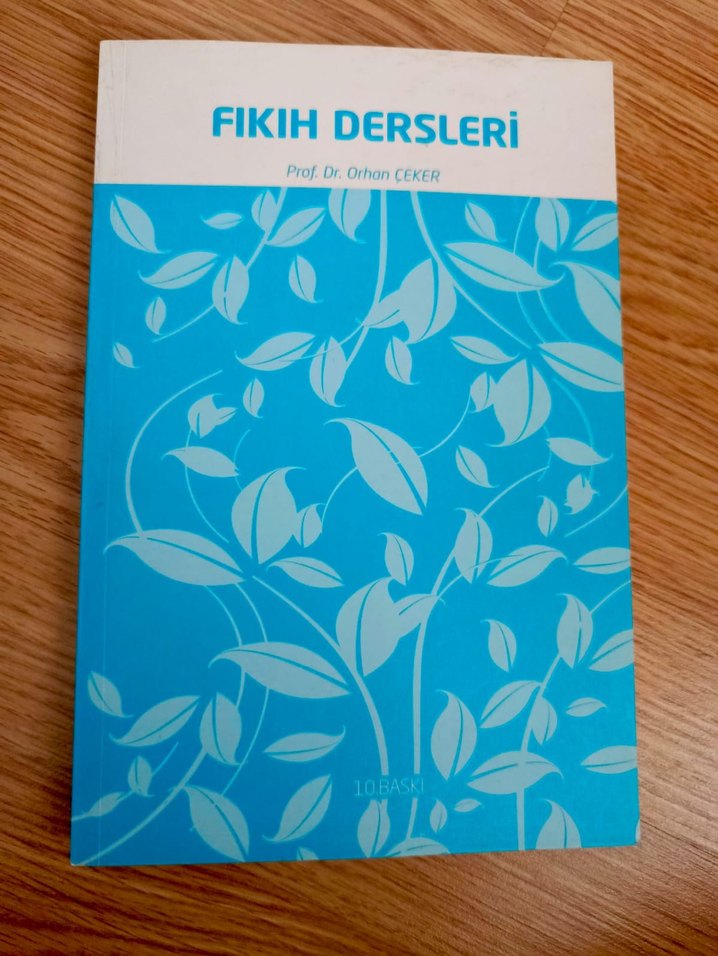 FIKIH DERSLERİ
Prof. Dr. Orhan ÇEKER
10.BASKI